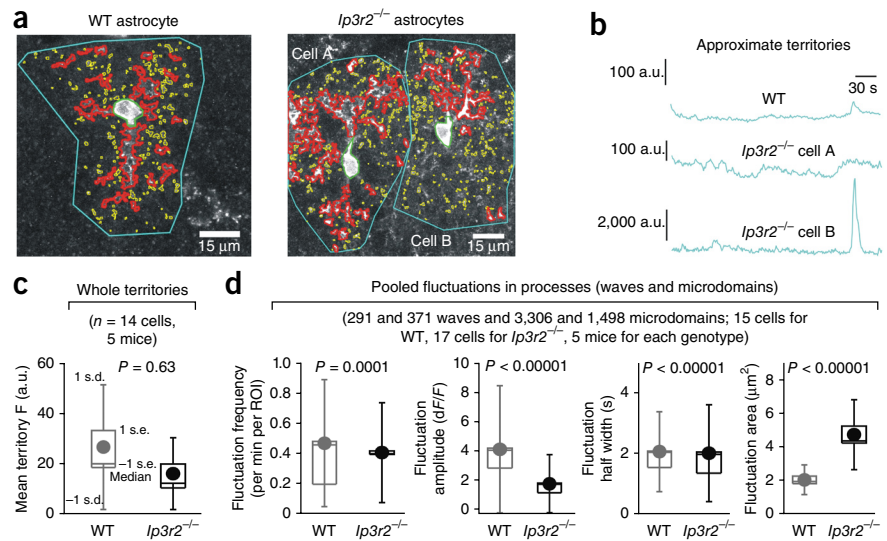 a
WT astrocyte
Ip3r2−/− astrocytes
Cell A
Cell B
15 μm
15 μm
b
Approximate territories
100 a.u.
30 s
WT
100 a.u.
Ip3r2−/− cell A
2,000 a.u.
Ip3r2−/− cell B
c
Whole territories
(n = 14 cells,
5 mice)
P = 0.63
Mean territory F (a.u.)
60
40
20
0
1 s.d.
1 s.e.
−1 s.e.
Median
−1 s.d.
WT
Ip3r2−/−
d
Pooled fluctuations in processes (waves and microdomains)
(291 and 371 waves and 3,306 and 1,498 microdomains; 15 cells for
WT, 17 cells for Ip3r2−/−, 5 mice for each genotype)
P = 0.0001
Fluctuation frequency
(per min per ROI)
1.0
0.8
0.6
0.4
0.2
0
WT
Ip3r2−/−
P < 0.00001
Fluctuation
amplitude (dF/F)
8
4
0
WT
Ip3r2−/−
P < 0.00001
Fluctuation
half width (s)
4
2
0
WT
Ip3r2−/−
P < 0.00001
Fluctuation area (μm2)
8
4
0
WT
Ip3r2−/−